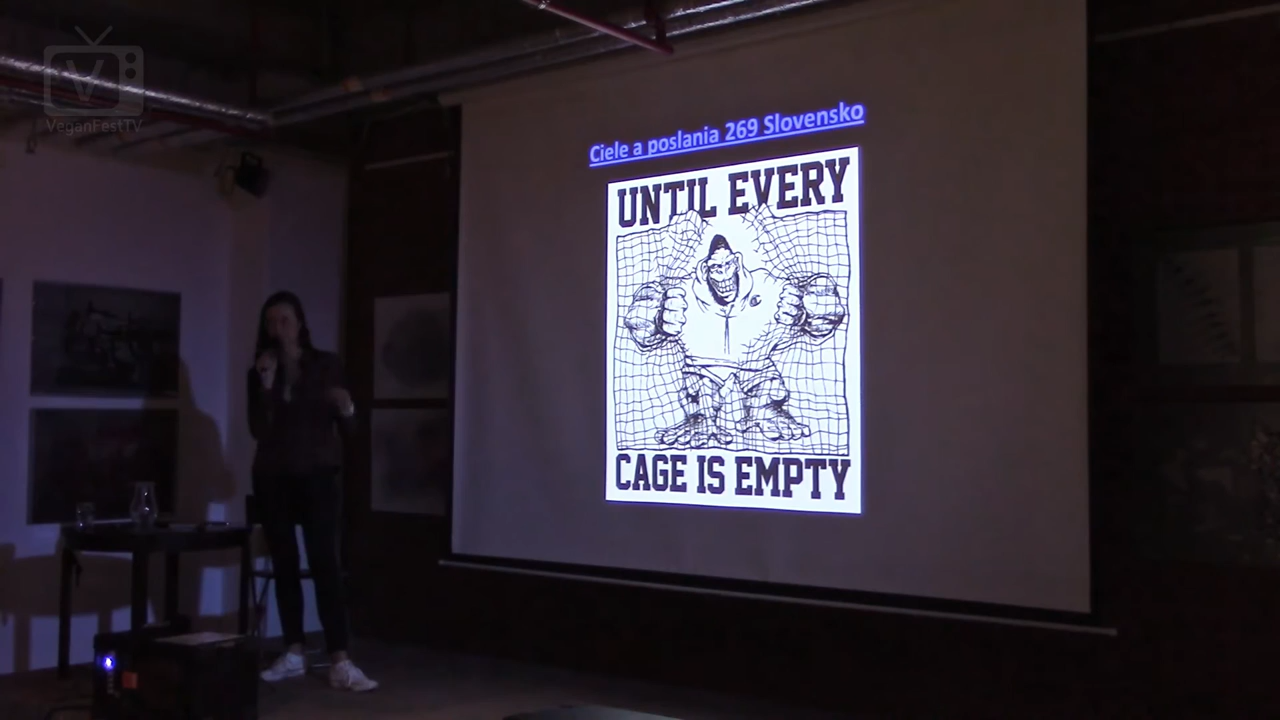 V
VeganFestTV
Ciele a poslania 269 Slovensko
UNTIL EVERY
CAGE IS EMPTY